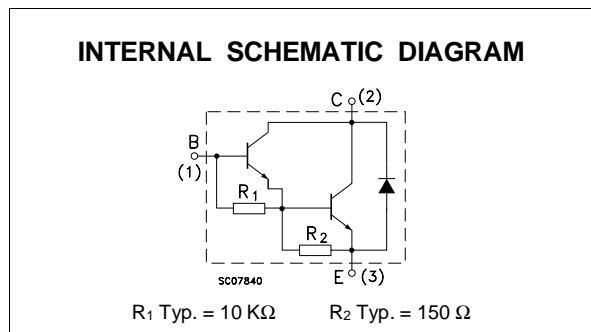 INTERNAL SCHEMATIC DIAGRAM
C (2)
B
(1)
R1
R2
SC07840
E (3)
R1 Typ. = 10 KΩ R2 Typ. = 150 Ω